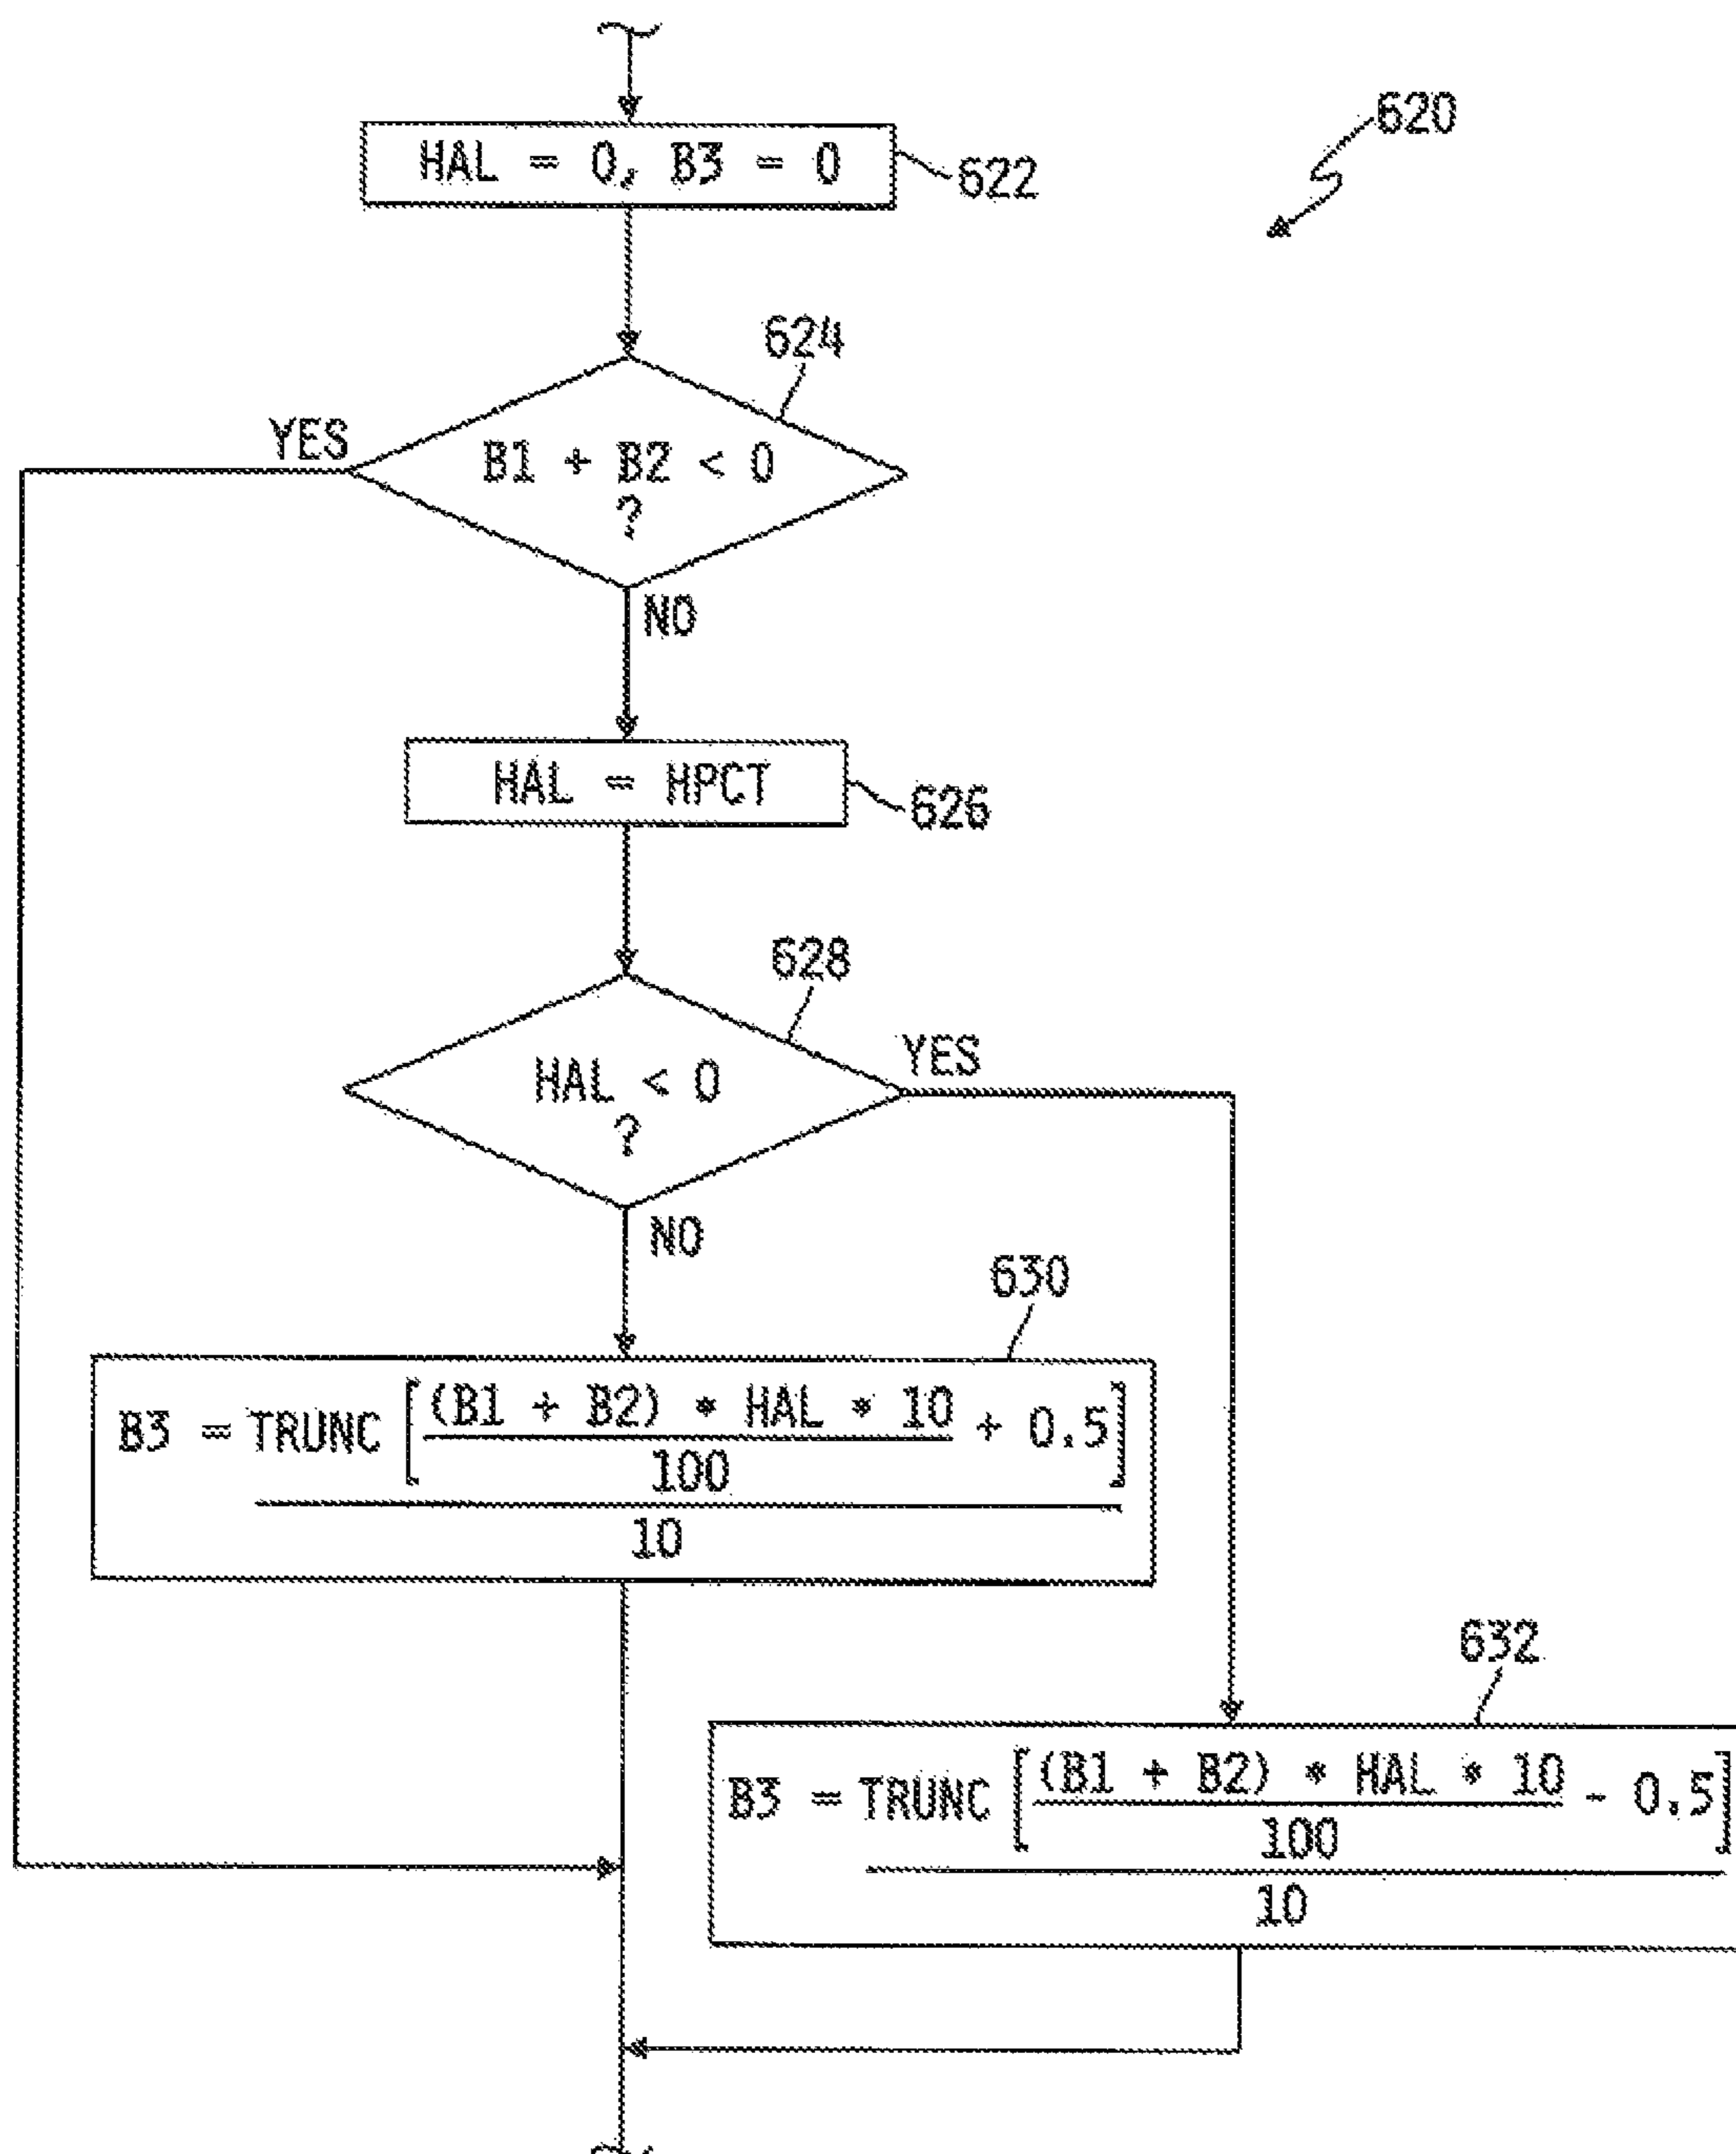 620
HAL = 0, B3 = 0
622
624
YES
B1 + B2 < 0
?
NO
HAL = HPCT
626
628
YES
HAL < 0
?
NO
630
B3 = TRUNC [ (B1 + B2) * HAL * 10 + 0.5 ]
100
10
632
B3 = TRUNC [ (B1 + B2) * HAL * 10 - 0.5 ]
100
10